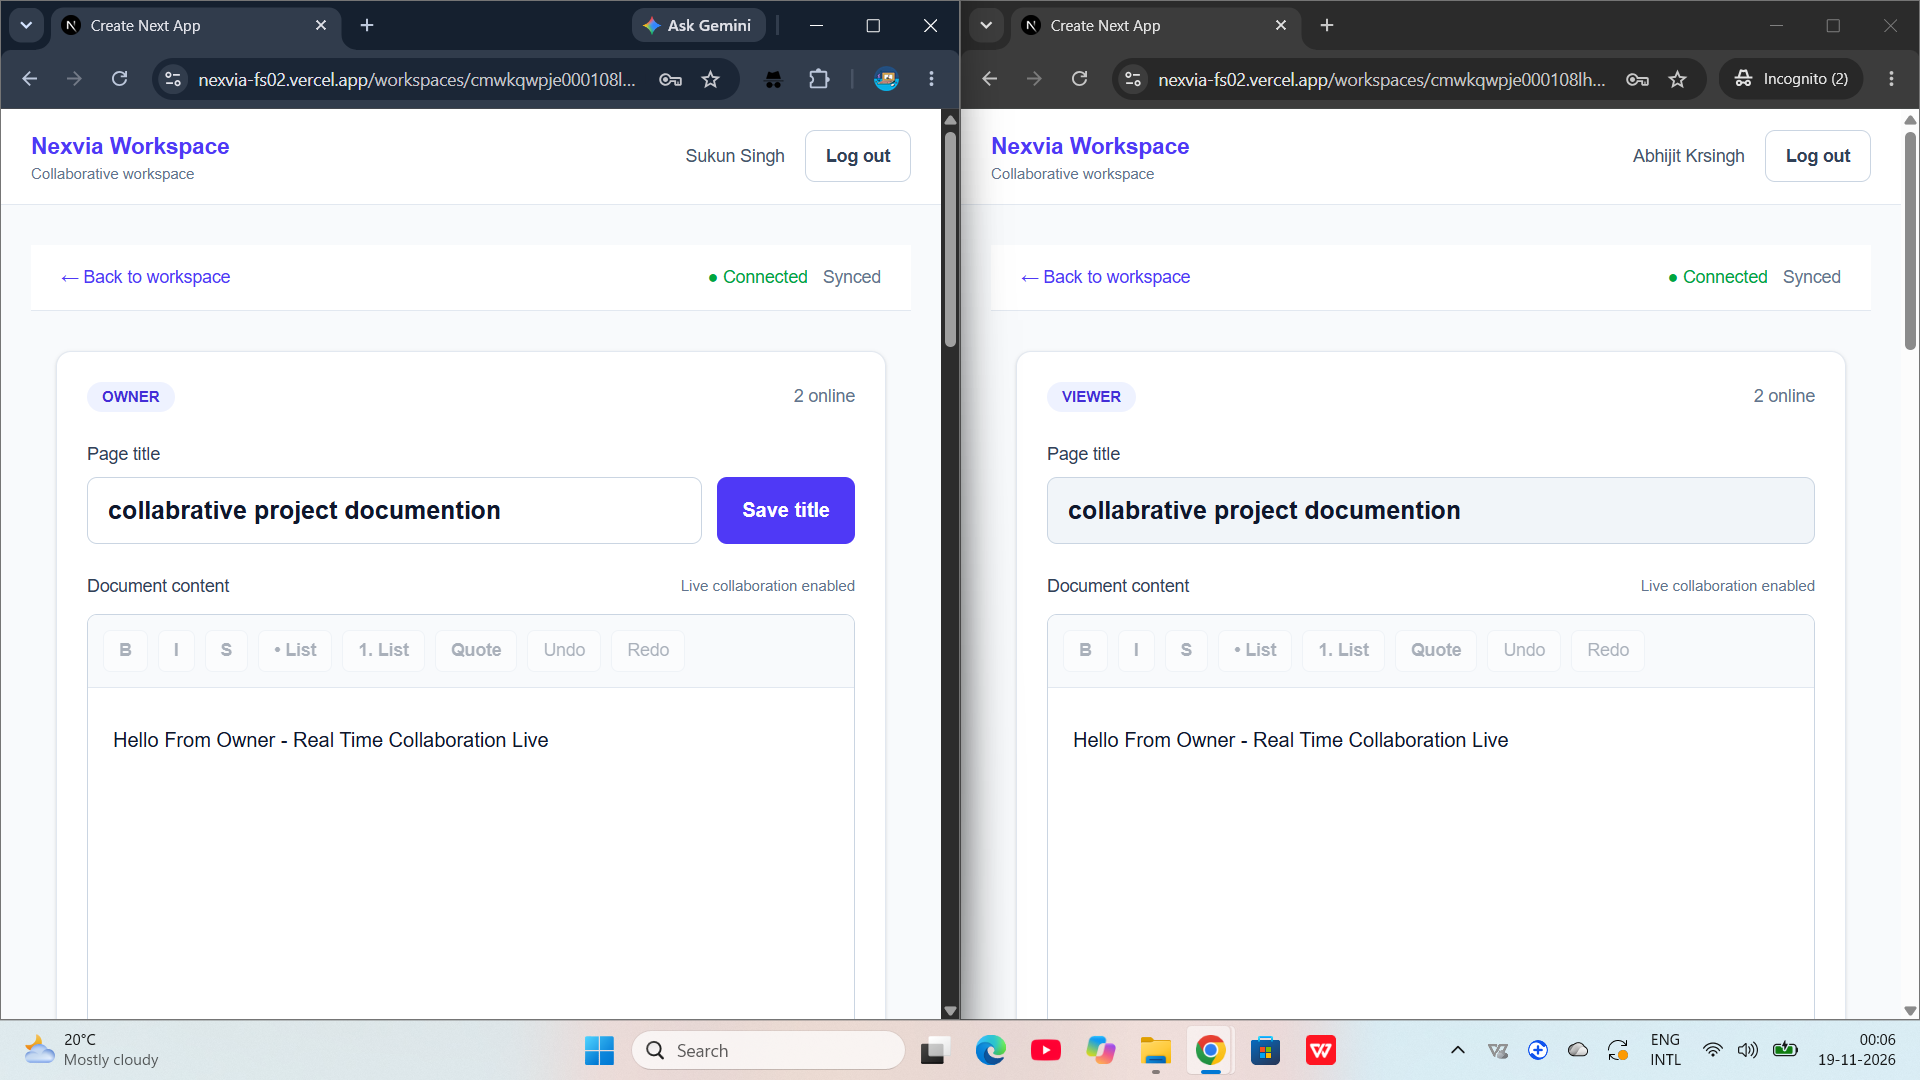 Create Next App
Ask Gemini
nexvia-fs02.vercel.app/workspaces/cmwkqwpje000108l...
Nexvia Workspace
Collaborative workspace
Sukun Singh
Log out
← Back to workspace
● Connected Synced
OWNER
2 online
Page title
collabrative project documention
Save title
Document content
Live collaboration enabled
B I S • List 1. List Quote Undo Redo
Hello From Owner - Real Time Collaboration Live
Create Next App
nexvia-fs02.vercel.app/workspaces/cmwkqwpje000108lh...
Incognito (2)
Nexvia Workspace
Collaborative workspace
Abhijit Krsingh
Log out
← Back to workspace
● Connected Synced
VIEWER
2 online
Page title
collabrative project documention
Document content
Live collaboration enabled
B I S • List 1. List Quote Undo Redo
Hello From Owner - Real Time Collaboration Live
20°C
Mostly cloudy
Search
ENG
INTL
00:06
19-11-2026